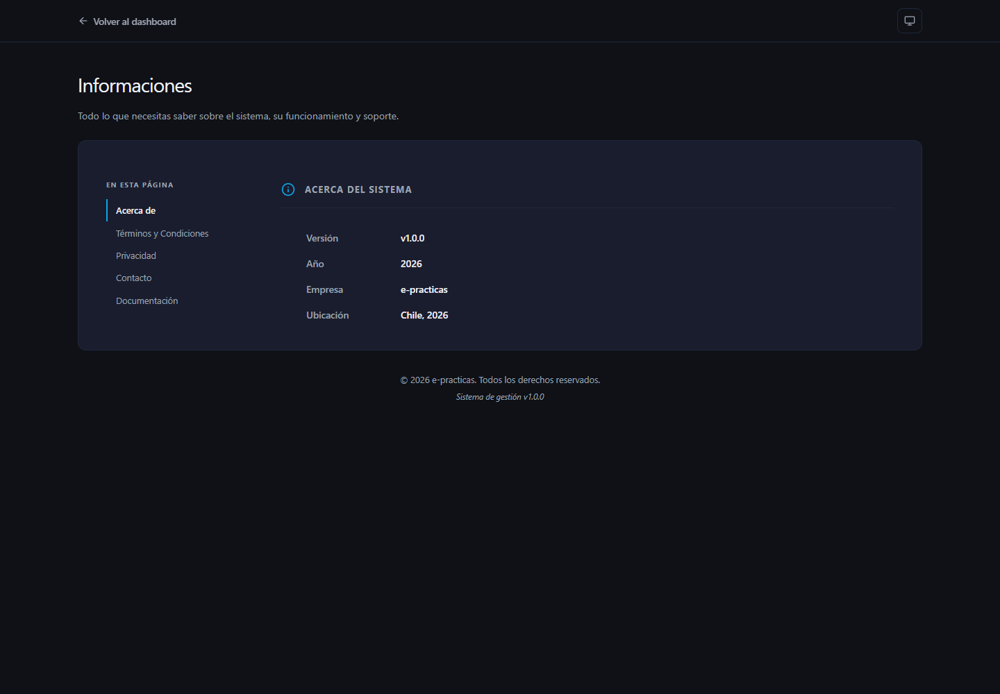 Volver al dashboard
Informaciones
Todo lo que necesitas saber sobre el sistema, su funcionamiento y soporte.
EN ESTA PÁGINA
Acerca de
Términos y Condiciones
Privacidad
Contacto
Documentación
ACERCA DEL SISTEMA
Versión v1.0.0
Año 2026
Empresa e-practicas
Ubicación Chile, 2026
© 2026 e-practicas. Todos los derechos reservados.
Sistema de gestión v1.0.0